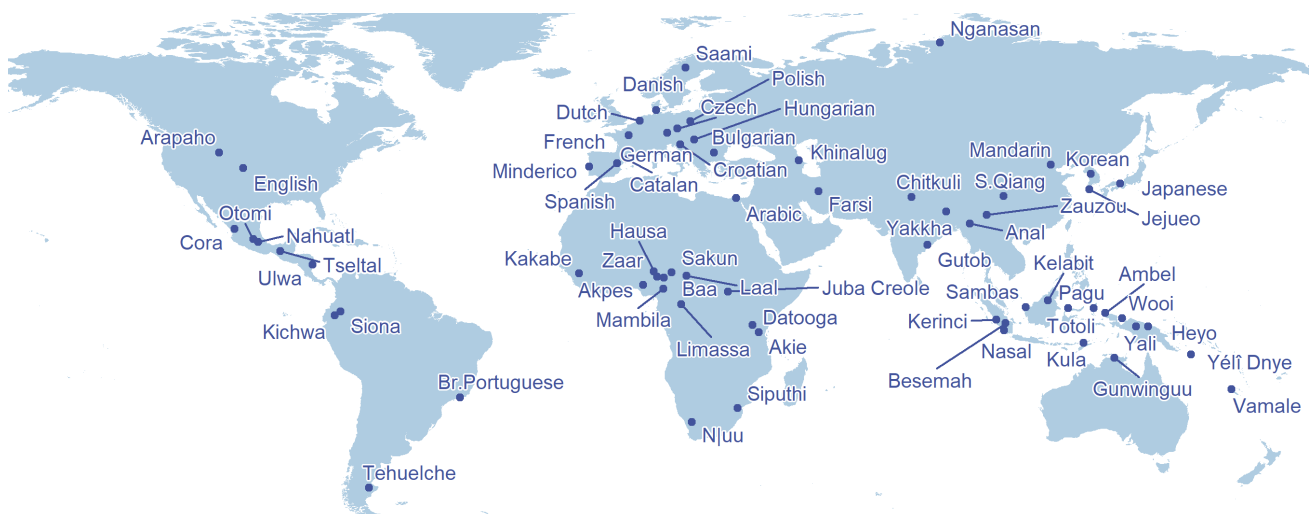 Nganasan
Saami
Danish
Polish
Dutch
Czech
Hungarian
French
Bulgarian
Arapaho
German
Croatian
Khinalug
Mandarin
Korean
Minderico
English
Catalan
Spanish
Chitkuli
S.Qiang
Japanese
Otomi
Arabic
Farsi
Zauzou
Jejueo
Cora
Nahuatl
Hausa
Yakkha
Anal
Tseltal
Kakabe
Zaar
Sakun
Gutob
Kelabit
Ulwa
Akpes
Baa
Laal
Juba Creole
Sambas
Pagu
Ambel
Wooi
Mambila
Datooga
Kerinci
Totoli
Heyo
Kichwa
Siona
Limassa
Akie
Nasal
Kula
Yali
Yélî Dnye
Br.Portuguese
Siputhi
Besemah
Gunwinguu
Vamale
N|uu
Tehuelche